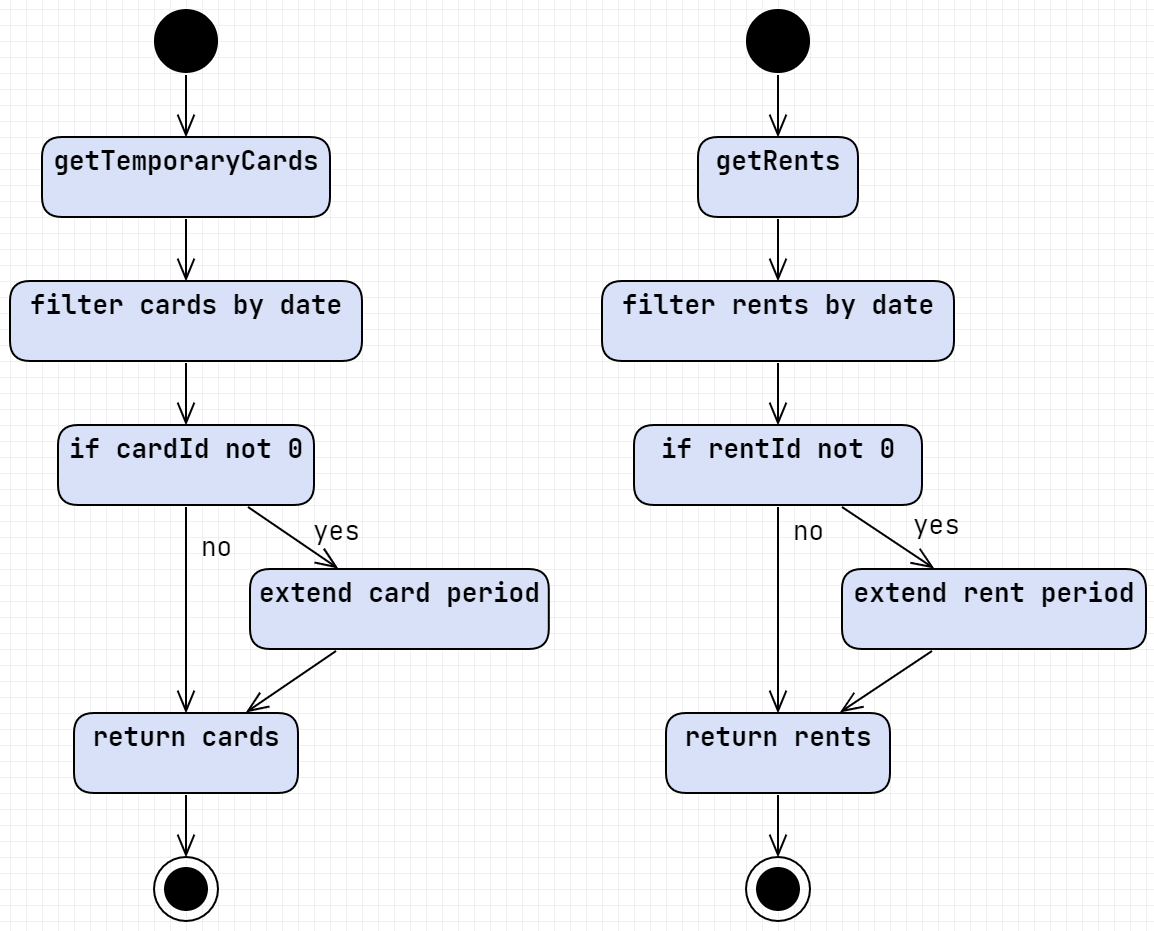 getTemporaryCards
filter cards by date
if cardId not 0
no
yes
extend card period
return cards
getRents
filter rents by date
if rentId not 0
no
yes
extend rent period
return rents